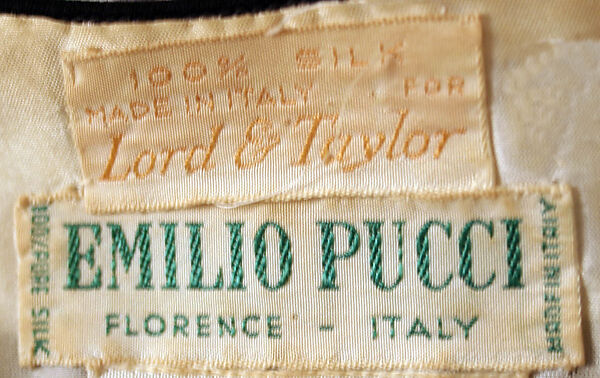 100% SILK
MADE IN ITALY . . FOR
Lord & Taylor
100% PURE SILK
EMILIO PUCCI
FLORENCE - ITALY
MADE IN ITALY